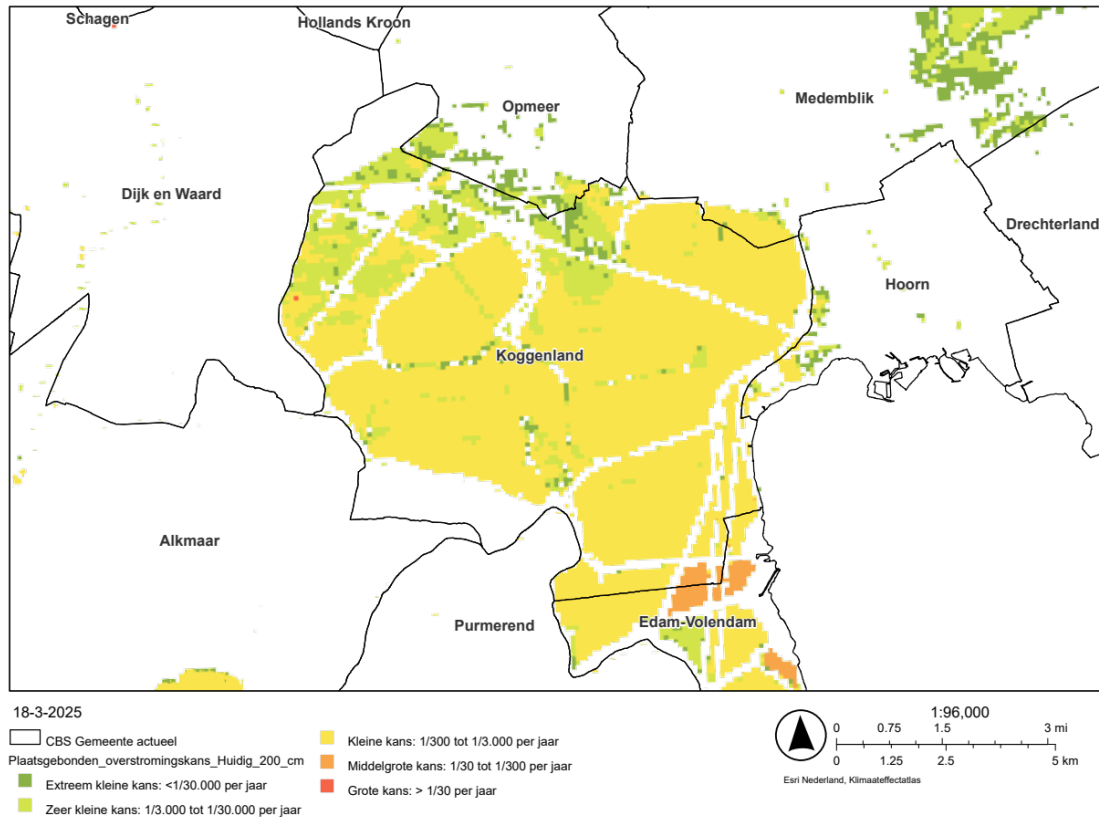 Schagen
Hollands Kroon
Opmeer
Medemblik
Dijk en Waard
Drechterland
Hoorn
Koggenland
Alkmaar
Purmerend
Edam-Volendam
18-3-2025
CBS Gemeente actueel
Plaatsgebonden_overstromingskans_Huidig_200_cm
Extreem kleine kans: <1/30.000 per jaar
Zeer kleine kans: 1/3.000 tot 1/30.000 per jaar
Kleine kans: 1/300 tot 1/3.000 per jaar
Middelgrote kans: 1/30 tot 1/300 per jaar
Grote kans: > 1/30 per jaar
1:96,000
0 0.75 1.5 3 mi
0 1.25 2.5 5 km
Esri Nederland, Klimaateffectatlas